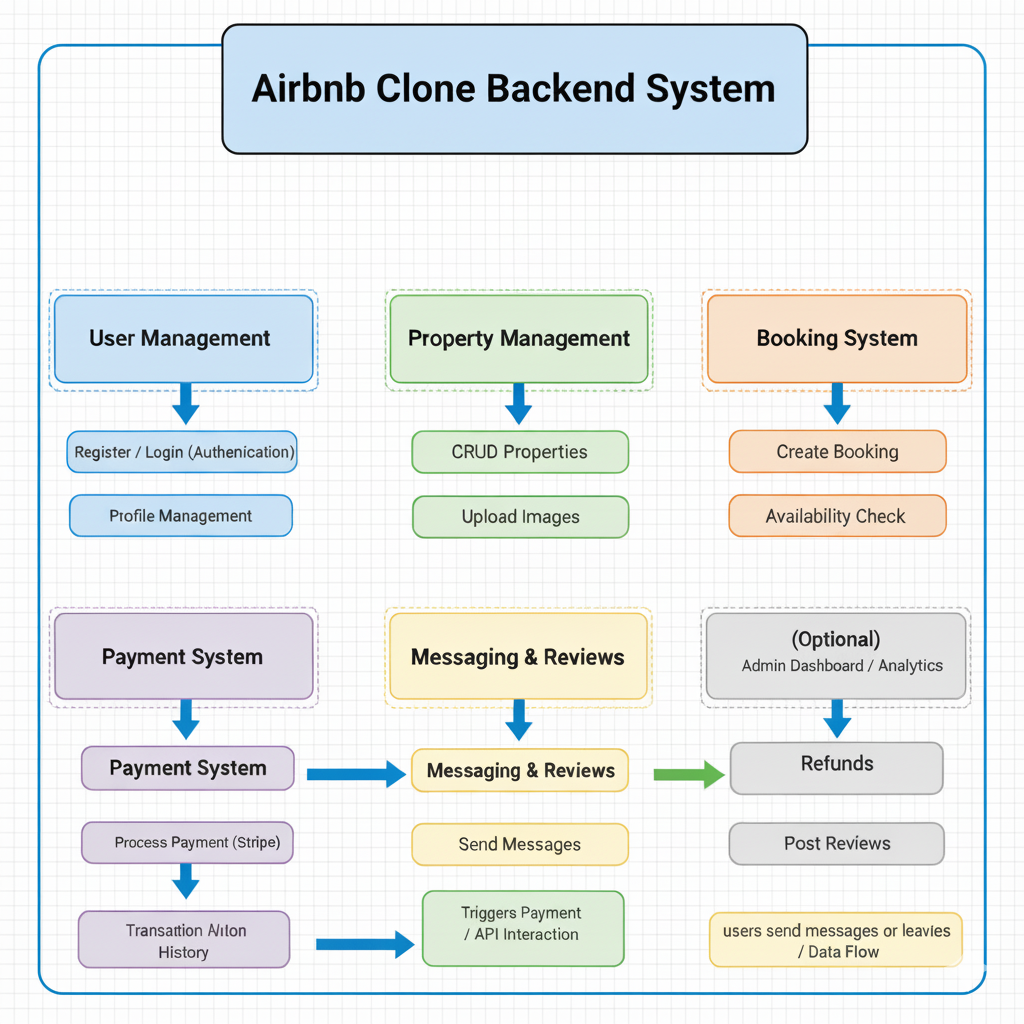 Airbnb Clone Backend System
User Management
Property Management
Booking System
Register / Login (Authenication)
CRUD Properties
Create Booking
Profile Management
Upload Images
Availability Check
Payment System
Messaging & Reviews
(Optional)
Admin Dashboard / Analytics
Payment System
Messaging & Reviews
Refunds
Process Payment (Stripe)
Send Messages
Post Reviews
Transattion
History
Triggers Payment
/ API Interaction
users send messages or leavies
/ Data Flow